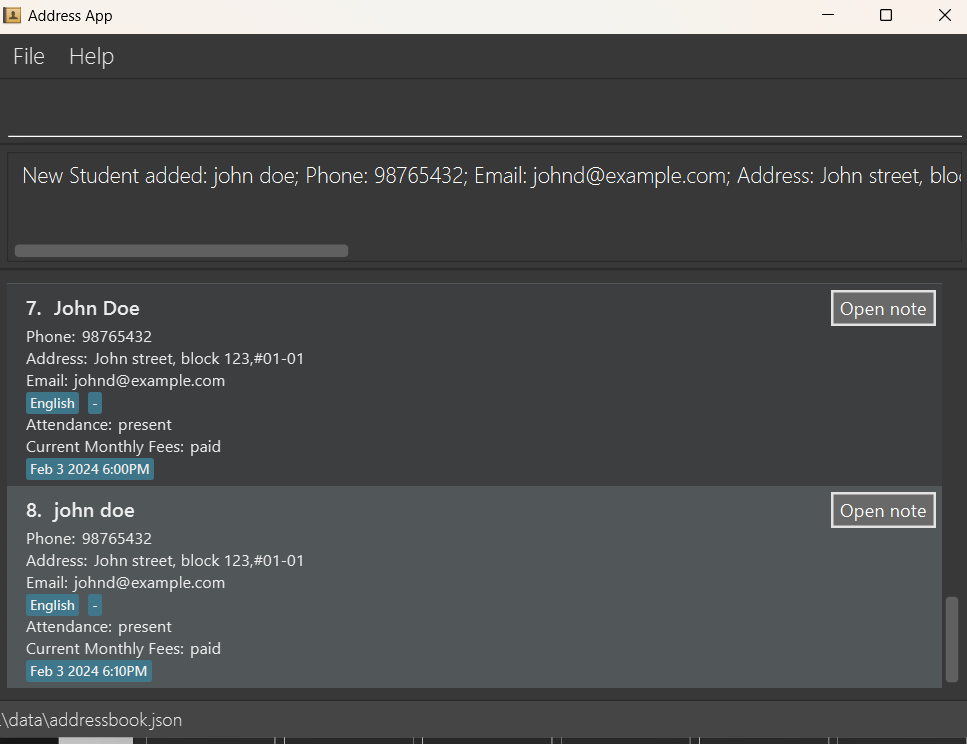 Address App
File Help
New Student added: john doe; Phone: 98765432; Email: johnd@example.com; Address: John street,
7. John Doe
Open note
Phone: 98765432
Address: John street, block 123,#01-01
Email: johnd@example.com
English -
Attendance: present
Current Monthly Fees: paid
Feb 3 2024 6:00PM
8. john doe
Open note
Phone: 98765432
Address: John street, block 123,#01-01
Email: johnd@example.com
English -
Attendance: present
Current Monthly Fees: paid
Feb 3 2024 6:10PM
.\data\addressbook.json